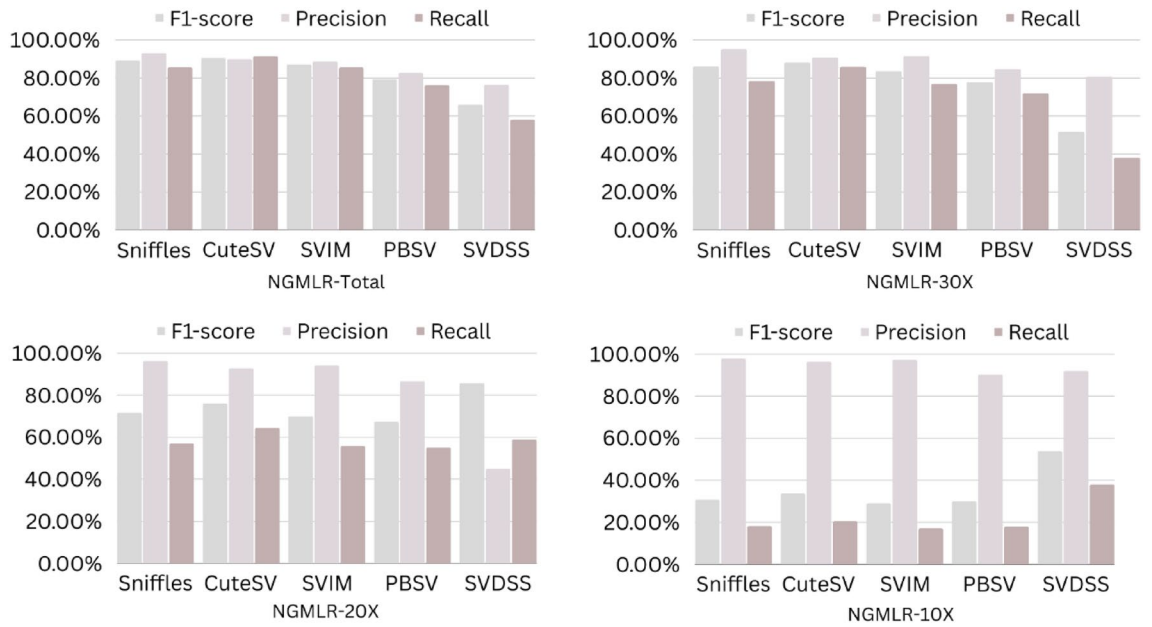 F1-score Precision Recall
100.00%
80.00%
60.00%
40.00%
20.00%
0.00%
Sniffles CuteSV SVIM PBSV SVDSS
NGMLR-Total
F1-score Precision Recall
100.00%
80.00%
60.00%
40.00%
20.00%
0.00%
Sniffles CuteSV SVIM PBSV SVDSS
NGMLR-30X
F1-score Precision Recall
100.00%
80.00%
60.00%
40.00%
20.00%
0.00%
Sniffles CuteSV SVIM PBSV SVDSS
NGMLR-20X
F1-score Precision Recall
100.00%
80.00%
60.00%
40.00%
20.00%
0.00%
Sniffles CuteSV SVIM PBSV SVDSS
NGMLR-10X